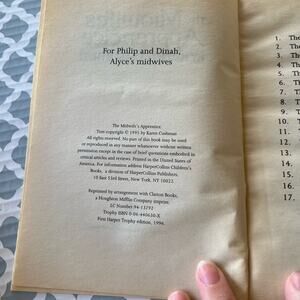 For Philip and Dinah,
Alyce's midwives
The Midwife's Apprentice
Text copyright © 1995 by Karen Cushman
All rights reserved. No part of this book may be used
or reproduced in any manner whatsoever without written
permission except in the case of brief quotations embodied in
critical articles and reviews. Printed in the United States of
America. For information address HarperCollins Children's
Books, a division of HarperCollins Publishers,
10 East 53rd Street, New York, NY 10022.
Reprinted by arrangement with Clarion Books,
a Houghton Mifflin Company imprint.
LC Number 94-13792
Trophy ISBN 0-06-440630-X
First Harper Trophy edition, 1996.
1. The
2. The
3. The
4.
5.
6.
7.
8.
9.
10.
11.
12.
13.
14.
15.
16.
17.